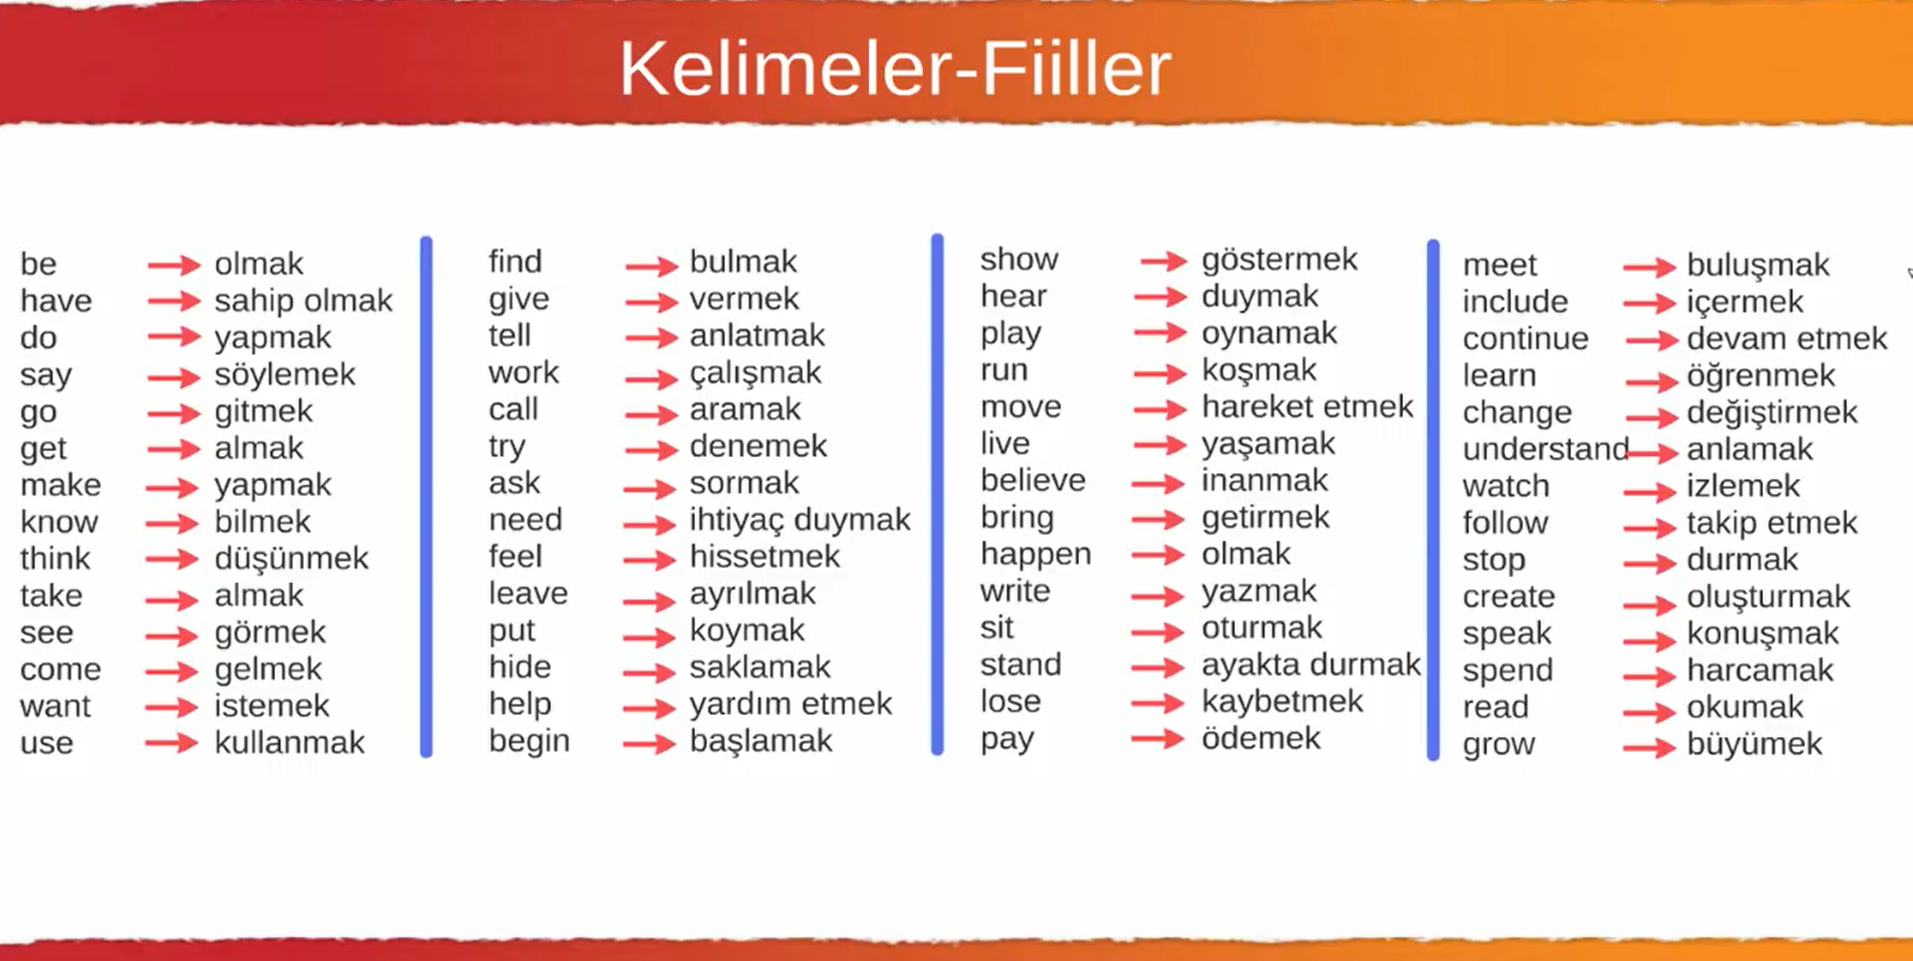 Kelimeler-Fiiller
be → olmak
have → sahip olmak
do → yapmak
say → söylemek
go → gitmek
get → almak
make → yapmak
know → bilmek
think → düşünmek
take → almak
see → görmek
come → gelmek
want → istemek
use → kullanmak
find → bulmak
give → vermek
tell → anlatmak
work → çalışmak
call → aramak
try → denemek
ask → sormak
need → ihtiyaç duymak
feel → hissetmek
leave → ayrılmak
put → koymak
hide → saklamak
help → yardım etmek
begin → başlamak
show → göstermek
hear → duymak
play → oynamak
run → koşmak
move → hareket etmek
live → yaşamak
believe → inanmak
bring → getirmek
happen → olmak
write → yazmak
sit → oturmak
stand → ayakta durmak
lose → kaybetmek
pay → ödemek
meet → buluşmak
include → içermek
continue → devam etmek
learn → öğrenmek
change → değiştirmek
understand → anlamak
watch → izlemek
follow → takip etmek
stop → durmak
create → oluşturmak
speak → konuşmak
spend → harcamak
read → okumak
grow → büyümek